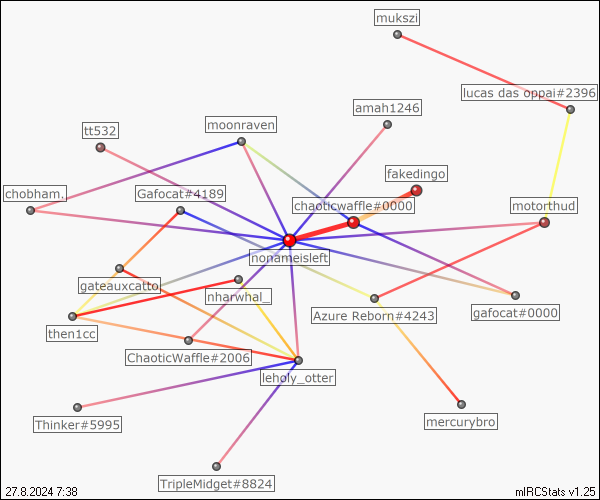 mukszi
lucas das oppai#2396
amah1246
moonraven
tt532
fakedingo
chobham.
Gafocat#4189
chaoticwaffle#0000
motorthud
nonameisleft
gateauxcatto
nharwhal_
Azure Reborn#4243
gafocat#0000
then1cc
ChaoticWaffle#2006
leholy_otter
Thinker#5995
mercurybro
TripleMidget#8824
27.8.2024 7:38
mIRCStats v1.25